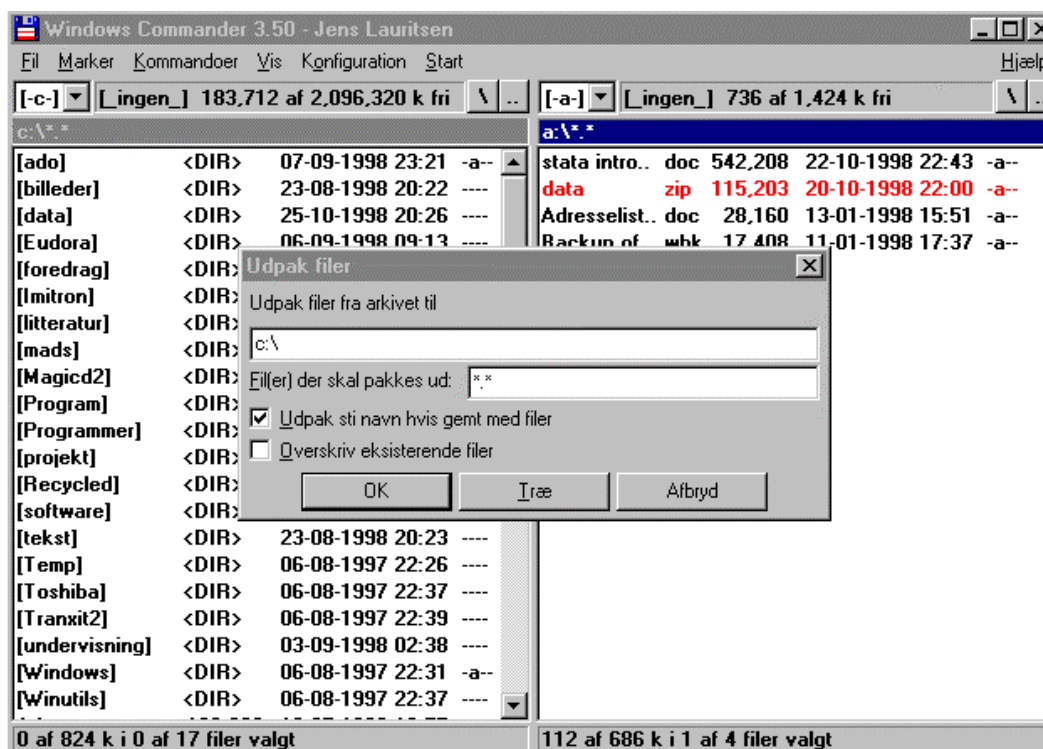 Windows Commander 3.50 - Jens Lauritsen
Fil Marker Kommandoer Vis Konfiguration Start Hjælp
[-c-] [_ingen_] 183,712 af 2,096,320 k fri \ .. [-a-] [_ingen_] 736 af 1,424 k fri \ ..
c:\*.* a:\*.*
[ado] <DIR> 07-09-1998 23:21 -a-- stata intro.. doc 542,208 22-10-1998 22:43 -a--
[billeder] <DIR> 23-08-1998 20:22 ---- data zip 115,203 20-10-1998 22:00 -a--
[data] <DIR> 25-10-1998 20:26 ---- Adresselist.. doc 28,160 13-01-1998 15:51 -a--
[Eudora] <DIR> 06-09-1998 09:13 ---- Backup of .. wbk 17,408 11-01-1998 17:37 -a--
[foredrag] <DIR>
[Imitron] <DIR>
[litteratur] <DIR>
[mads] <DIR>
[Magicd2] <DIR>
[Program] <DIR>
[Programmer] <DIR>
[projekt] <DIR>
[Recycled] <DIR>
[software] <DIR>
Udpak filer
Udpak filer fra arkivet til
c:\
Fil(er) der skal pakkes ud: *.*
Udpak sti navn hvis gemt med filer
Overskriv eksisterende filer
OK Træ Afbryd
[tekst] <DIR> 23-08-1998 20:23 ----
[Temp] <DIR> 06-08-1997 22:26 ----
[Toshiba] <DIR> 06-08-1997 22:37 ----
[Tranxit2] <DIR> 06-08-1997 22:39 ----
[undervisning] <DIR> 03-09-1998 02:38 ----
[Windows] <DIR> 06-08-1997 22:31 -a--
[Winutils] <DIR> 06-08-1997 22:37 ----
0 af 824 k i 0 af 17 filer valgt 112 af 686 k i 1 af 4 filer valgt